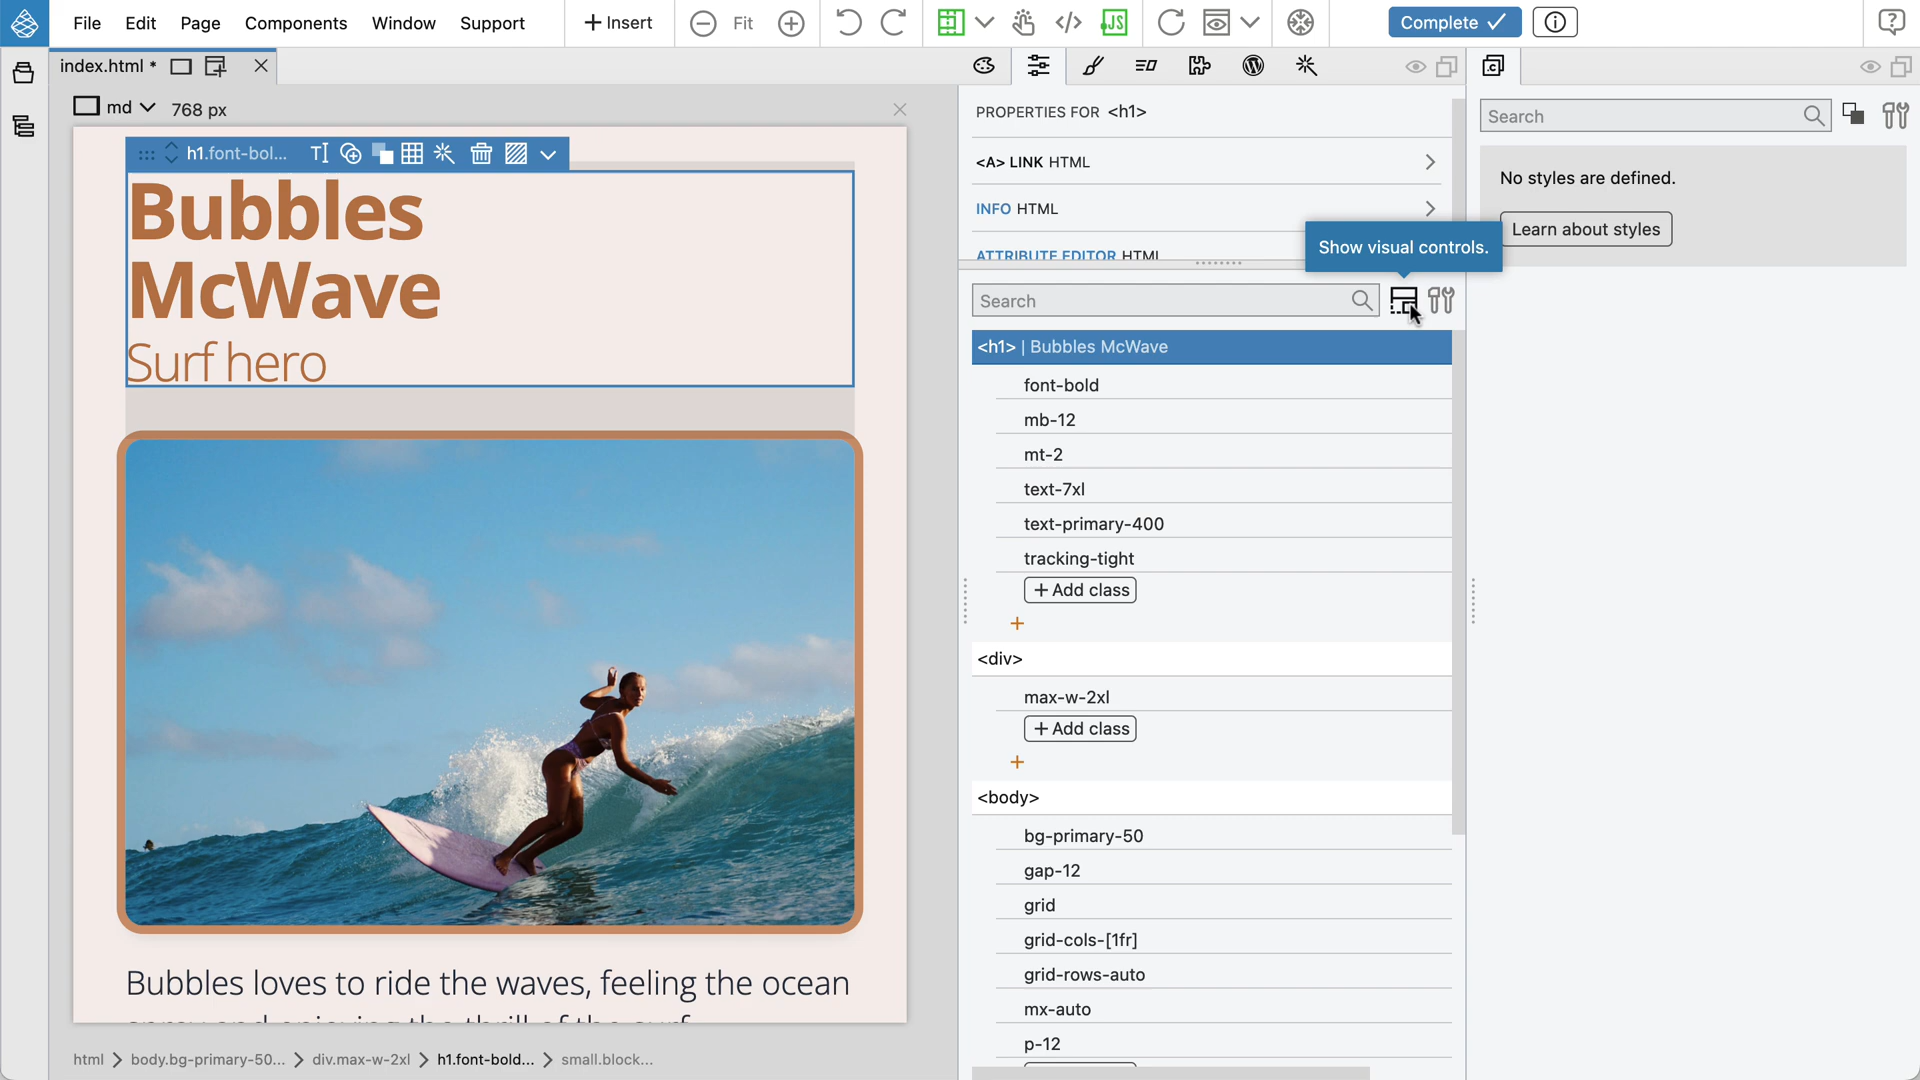 File Edit Page Components Window Support + Insert Fit </> JS Complete
index.html *
md 768 px
h1.font-bol...
Bubbles
McWave
Surf hero
Bubbles loves to ride the waves, feeling the ocean
html body.bg-primary-50... div.max-w-2xl h1.font-bold... small.block...
PROPERTIES FOR <h1>
<A> LINK HTML
INFO HTML
ATTRIBUTE EDITOR HTML
Show visual controls.
Search
<h1> | Bubbles McWave
font-bold
mb-12
mt-2
text-7xl
text-primary-400
tracking-tight
+ Add class
+
<div>
max-w-2xl
+ Add class
+
<body>
bg-primary-50
gap-12
grid
grid-cols-[1fr]
grid-rows-auto
mx-auto
p-12
Search
No styles are defined.
Learn about styles